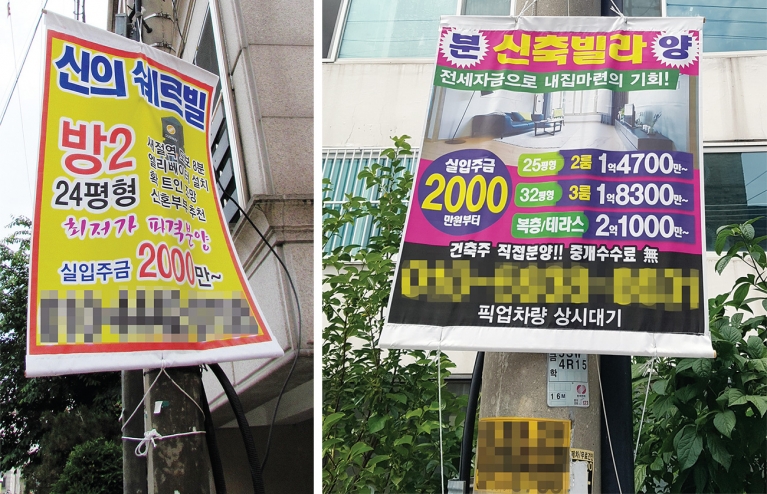 신의 쉐르빌
방2
24평형
새절역 도보 8분
엘리베이터 설치
확 트인 전망
신혼부부추천
최저가 파격분양
실입주금 2000만~
분 신축빌라 양
전세자금으로 내집마련의 기회!
실입주금
2000
만원부터
25평형 2룸 1억4700만~
32평형 3룸 1억8300만~
복층/테라스 2억1000만~
건축주 직접분양!! 중개수수료 無
픽업차량 상시대기
4R15
16M